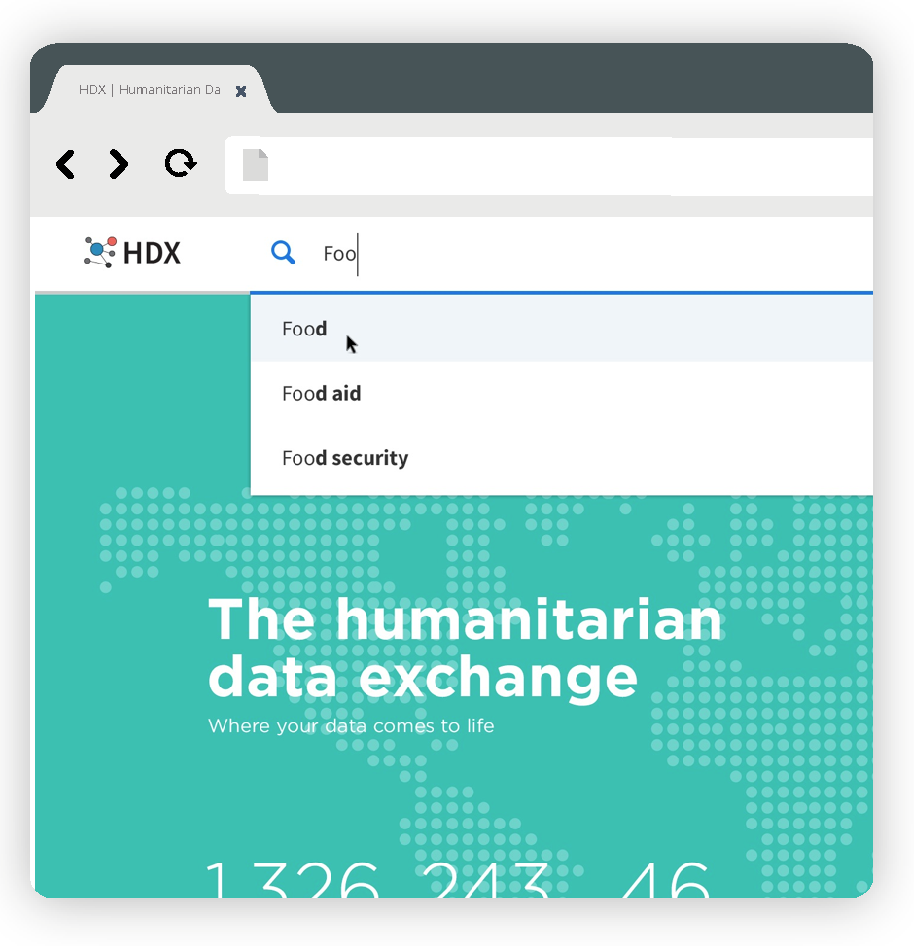 HDX | Humanitarian Da
HDX
Foo
Food
Food aid
Food security
The humanitarian
data exchange
Where your data comes to life
1 326 243 46